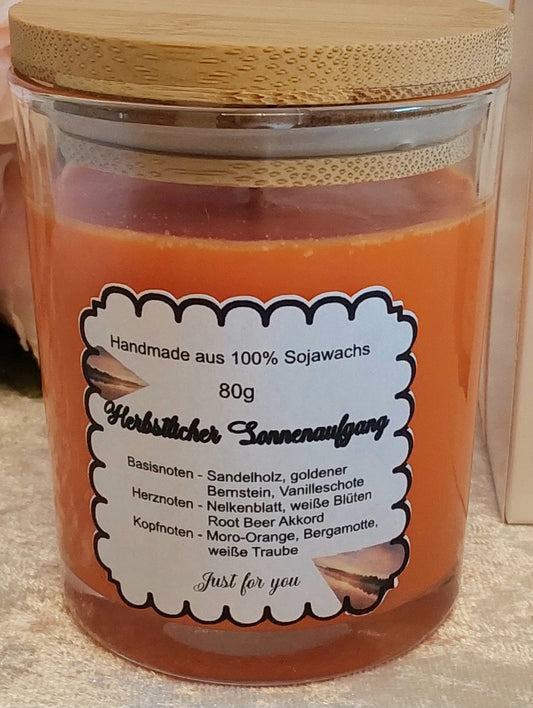 Handmade aus 100% Sojawachs
80g
Herbstlicher Sonnenaufgang
Basisnoten - Sandelholz, goldener
Bernstein, Vanilleschote
Herznoten - Nelkenblatt, weiße Blüten
Root Beer Akkord
Kopfnoten - Moro-Orange, Bergamotte,
weiße Traube
Just for you